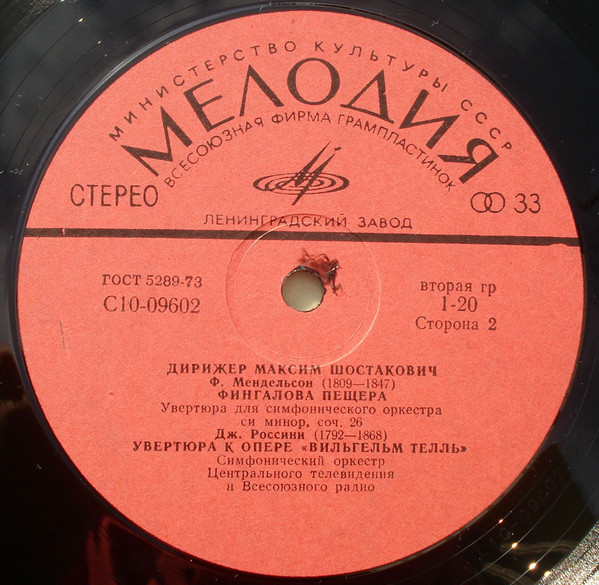 МИНИСТЕРСТВО КУЛЬТУРЫ СССР
МЕЛОДИЯ
ВСЕСОЮЗНАЯ ФИРМА ГРАМПЛАСТИНОК
СТЕРЕО
33
ЛЕНИНГРАДСКИЙ ЗАВОД
ГОСТ 5289-73
С10-09602
вторая гр
1-20
Сторона 2
ДИРИЖЕР МАКСИМ ШОСТАКОВИЧ
Ф. Мендельсон (1809—1847)
ФИНГАЛОВА ПЕЩЕРА
Увертюра для симфонического оркестра
си минор, соч. 26
Дж. Россини (1792—1868)
УВЕРТЮРА К ОПЕРЕ «ВИЛЬГЕЛЬМ ТЕЛЛЬ»
Симфонический оркестр
Центрального телевидения
и Всесоюзного радио